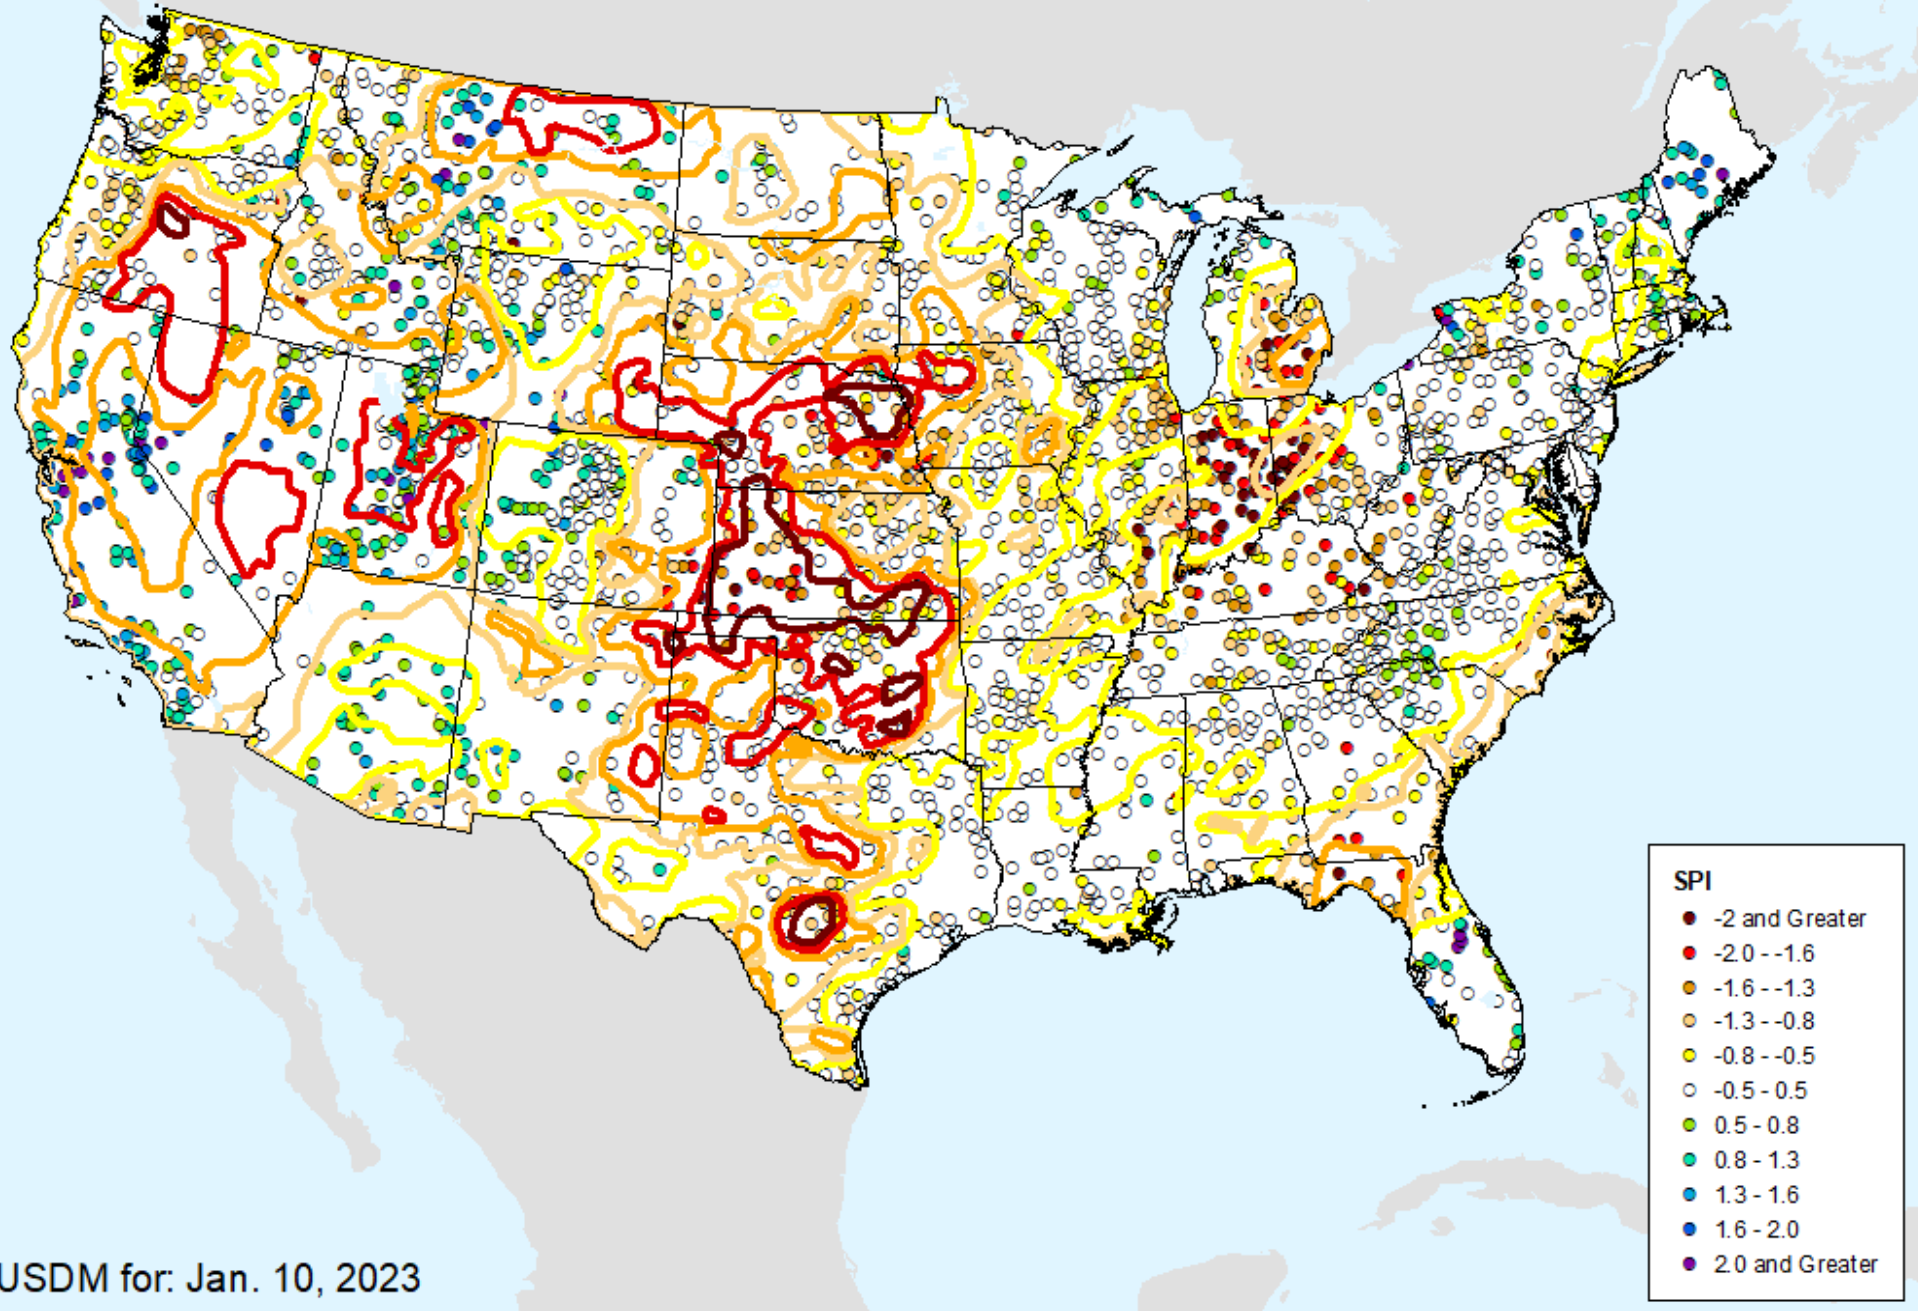 SPI
-2 and Greater
-2.0 - -1.6
-1.6 - -1.3
-1.3 - -0.8
-0.8 - -0.5
-0.5 - 0.5
0.5 - 0.8
0.8 - 1.3
1.3 - 1.6
1.6 - 2.0
2.0 and Greater
USDM for: Jan. 10, 2023